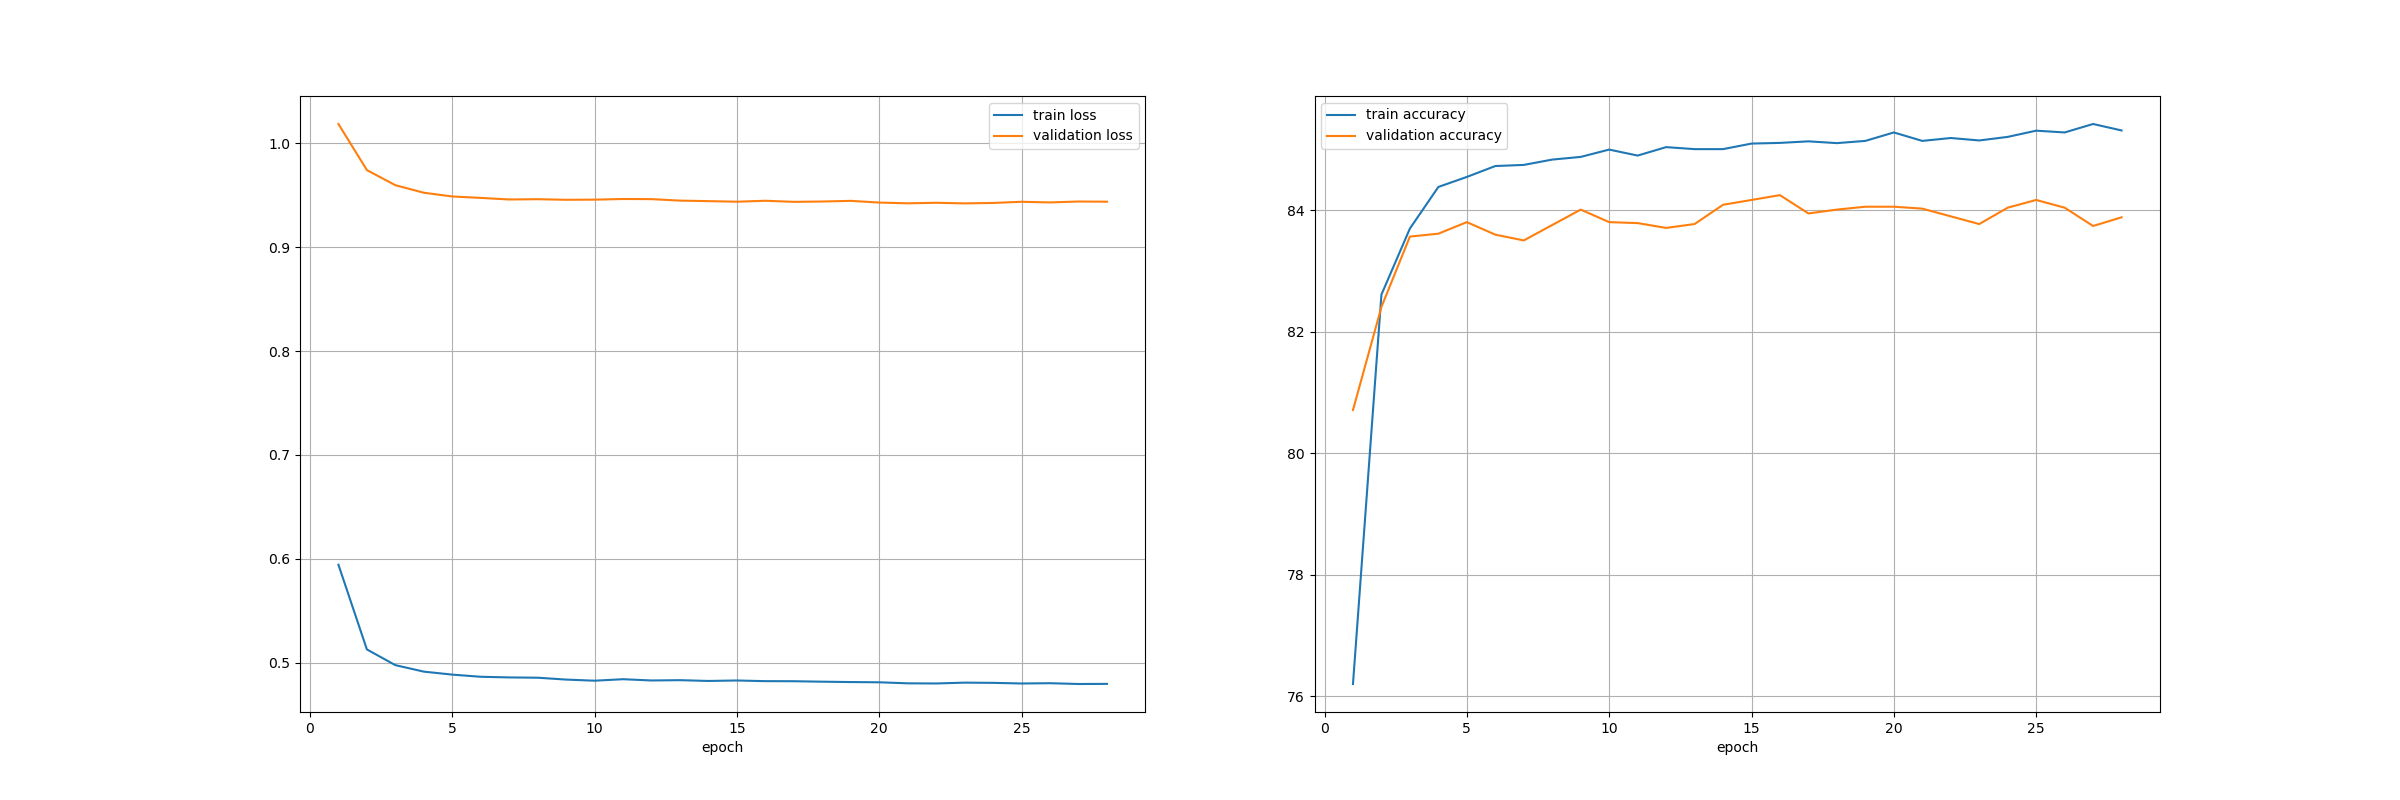 train loss
validation loss
1.0
0.9
0.8
0.7
0.6
0.5
0 5 10 15 20 25
epoch
train accuracy
validation accuracy
84
82
80
78
76
0 5 10 15 20 25
epoch